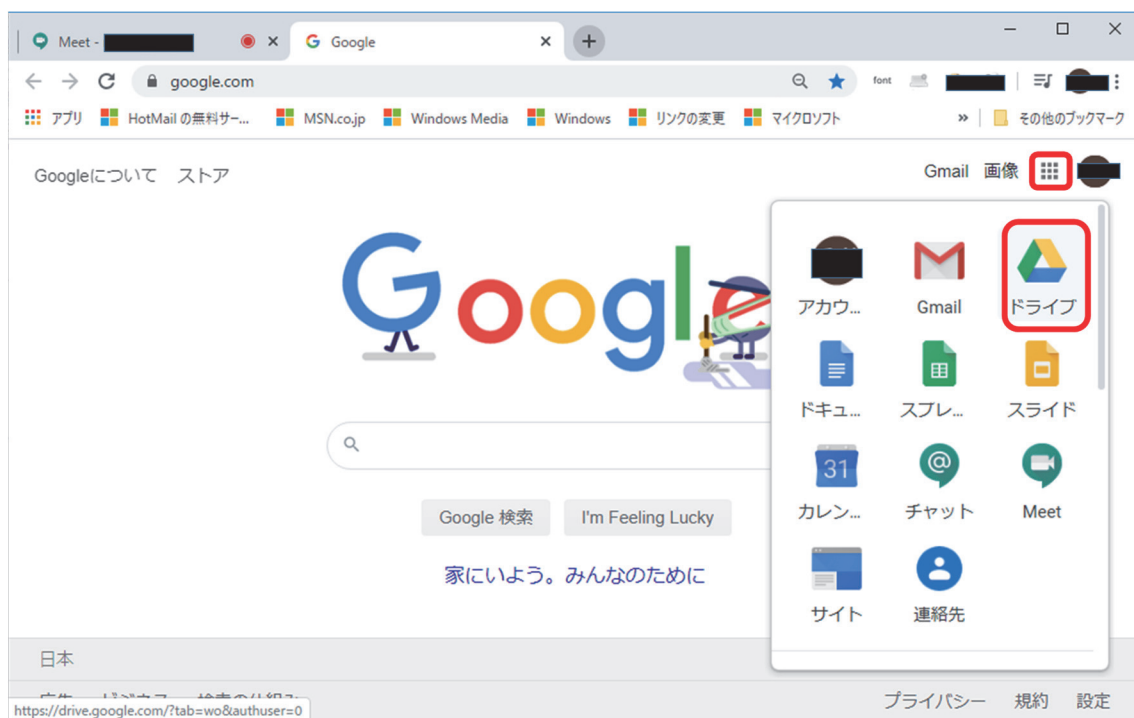 Meet -
Google
google.com
font
アプリ HotMail の無料サー... MSN.co.jp Windows Media Windows リンクの変更 マイクロソフト » その他のブックマーク
Googleについて ストア
Gmail 画像
Google
アカウ... Gmail ドライブ
ドキュ... スプレ... スライド
31
カレン... チャット Meet
サイト 連絡先
Google 検索 I'm Feeling Lucky
家にいよう。みんなのために
日本
プライバシー 規約 設定
https://drive.google.com/?tab=wo&authuser=0